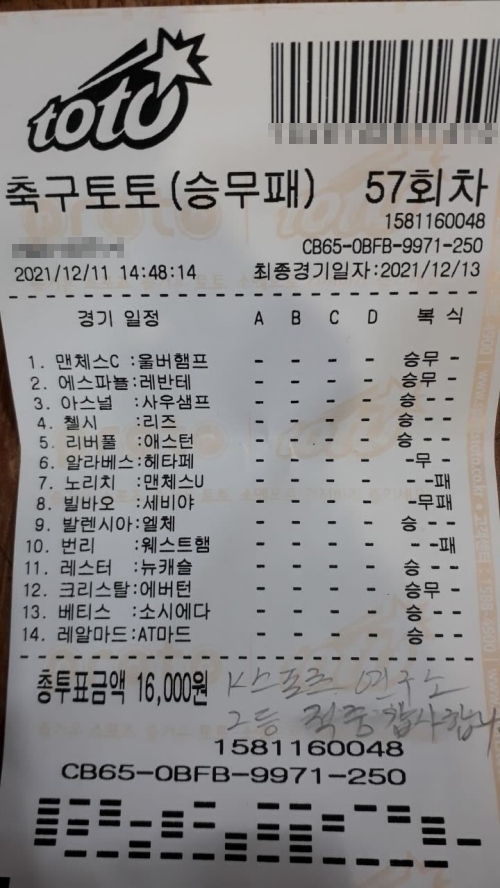 toto
축구토토(승무패) 57회차
1581160048
CB65-0BFB-9971-250
2021/12/11 14:48:14 최종경기일자:2021/12/13
경기 일정 A B C D 복 식
1. 맨체스C :울버햄프 - - - - 승무 -
2. 에스파뇰:레반테 - - - - 승무 -
3. 아스널 :사우샘프 - - - - 승 - -
4. 첼시 :리즈 - - - - 승 - -
5. 리버풀 :애스턴 - - - - 승 - -
6. 알라베스:헤타페 - - - - -무 -
7. 노리치 :맨체스U - - - - - -패
8. 빌바오 :세비야 - - - - -무패
9. 발렌시아:엘체 - - - - 승 - -
10. 번리 :웨스트햄 - - - - - -패
11. 레스터 :뉴캐슬 - - - - 승 - -
12. 크리스탈:에버턴 - - - - 승무 -
13. 베티스 :소시에다 - - - - 승 - -
14. 레알마드:AT마드 - - - - 승 - -
총투표금액 16,000원
K스포츠 연구소
2등 적중 감사합니
1581160048
CB65-0BFB-9971-250